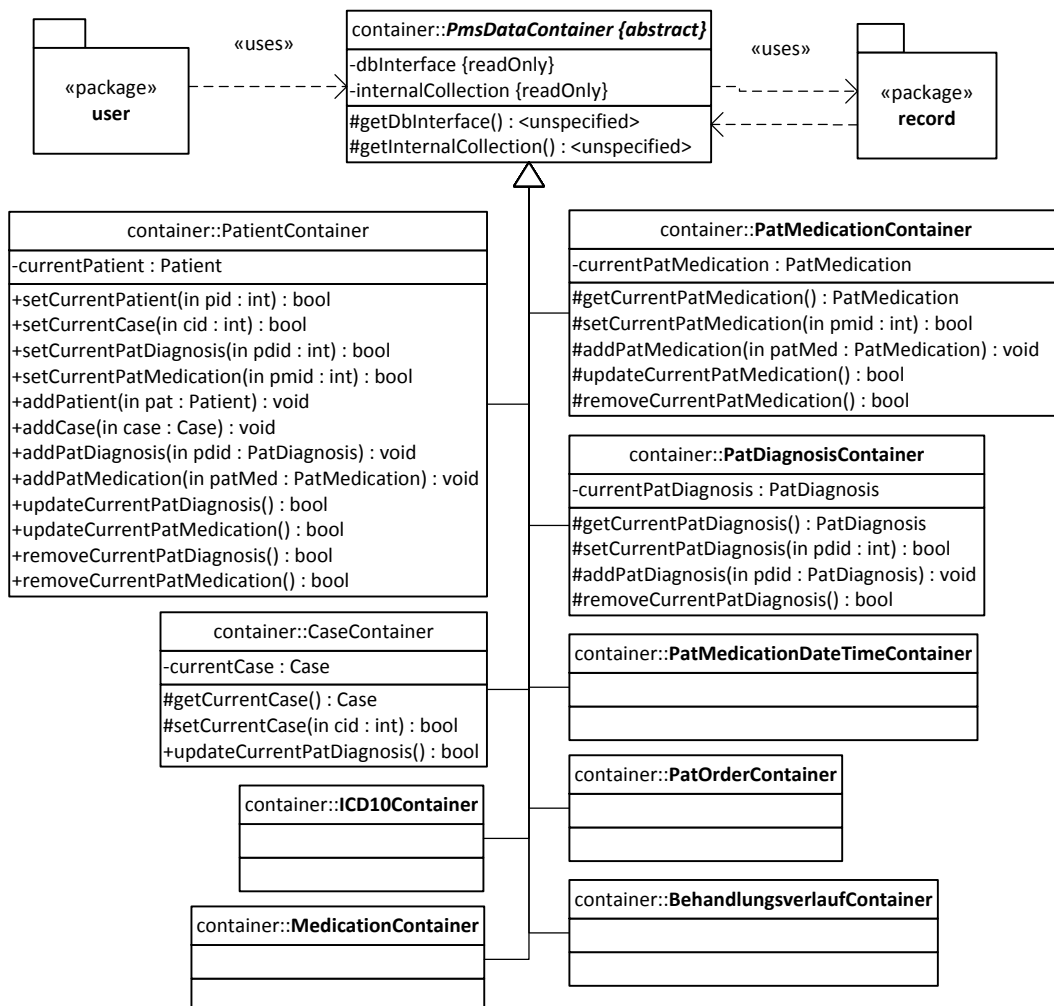 «uses»
container::PmsDataContainer {abstract}
-dbInterface {readOnly}
-internalCollection {readOnly}
#getDbInterface() : <unspecified>
#getInternalCollection() : <unspecified>
«uses»
«package»
user
«package»
record
container::PatientContainer
-currentPatient : Patient
+setCurrentPatient(in pid : int) : bool
+setCurrentCase(in cid : int) : bool
+setCurrentPatDiagnosis(in pdid : int) : bool
+setCurrentPatMedication(in pmid : int) : bool
+addPatient(in pat : Patient) : void
+addCase(in case : Case) : void
+addPatDiagnosis(in pdid : PatDiagnosis) : void
+addPatMedication(in patMed : PatMedication) : void
+updateCurrentPatDiagnosis() : bool
+updateCurrentPatMedication() : bool
+removeCurrentPatDiagnosis() : bool
+removeCurrentPatMedication() : bool
container::PatMedicationContainer
-currentPatMedication : PatMedication
#getCurrentPatMedication() : PatMedication
#setCurrentPatMedication(in pmid : int) : bool
#addPatMedication(in patMed : PatMedication) : void
#updateCurrentPatMedication() : bool
#removeCurrentPatMedication() : bool
container::PatDiagnosisContainer
-currentPatDiagnosis : PatDiagnosis
#getCurrentPatDiagnosis() : PatDiagnosis
#setCurrentPatDiagnosis(in pdid : int) : bool
#addPatDiagnosis(in pdid : PatDiagnosis) : void
#removeCurrentPatDiagnosis() : bool
container::CaseContainer
-currentCase : Case
#getCurrentCase() : Case
#setCurrentCase(in cid : int) : bool
+updateCurrentPatDiagnosis() : bool
container::PatMedicationDateTimeContainer
container::PatOrderContainer
container::ICD10Container
container::BehandlungsverlaufContainer
container::MedicationContainer